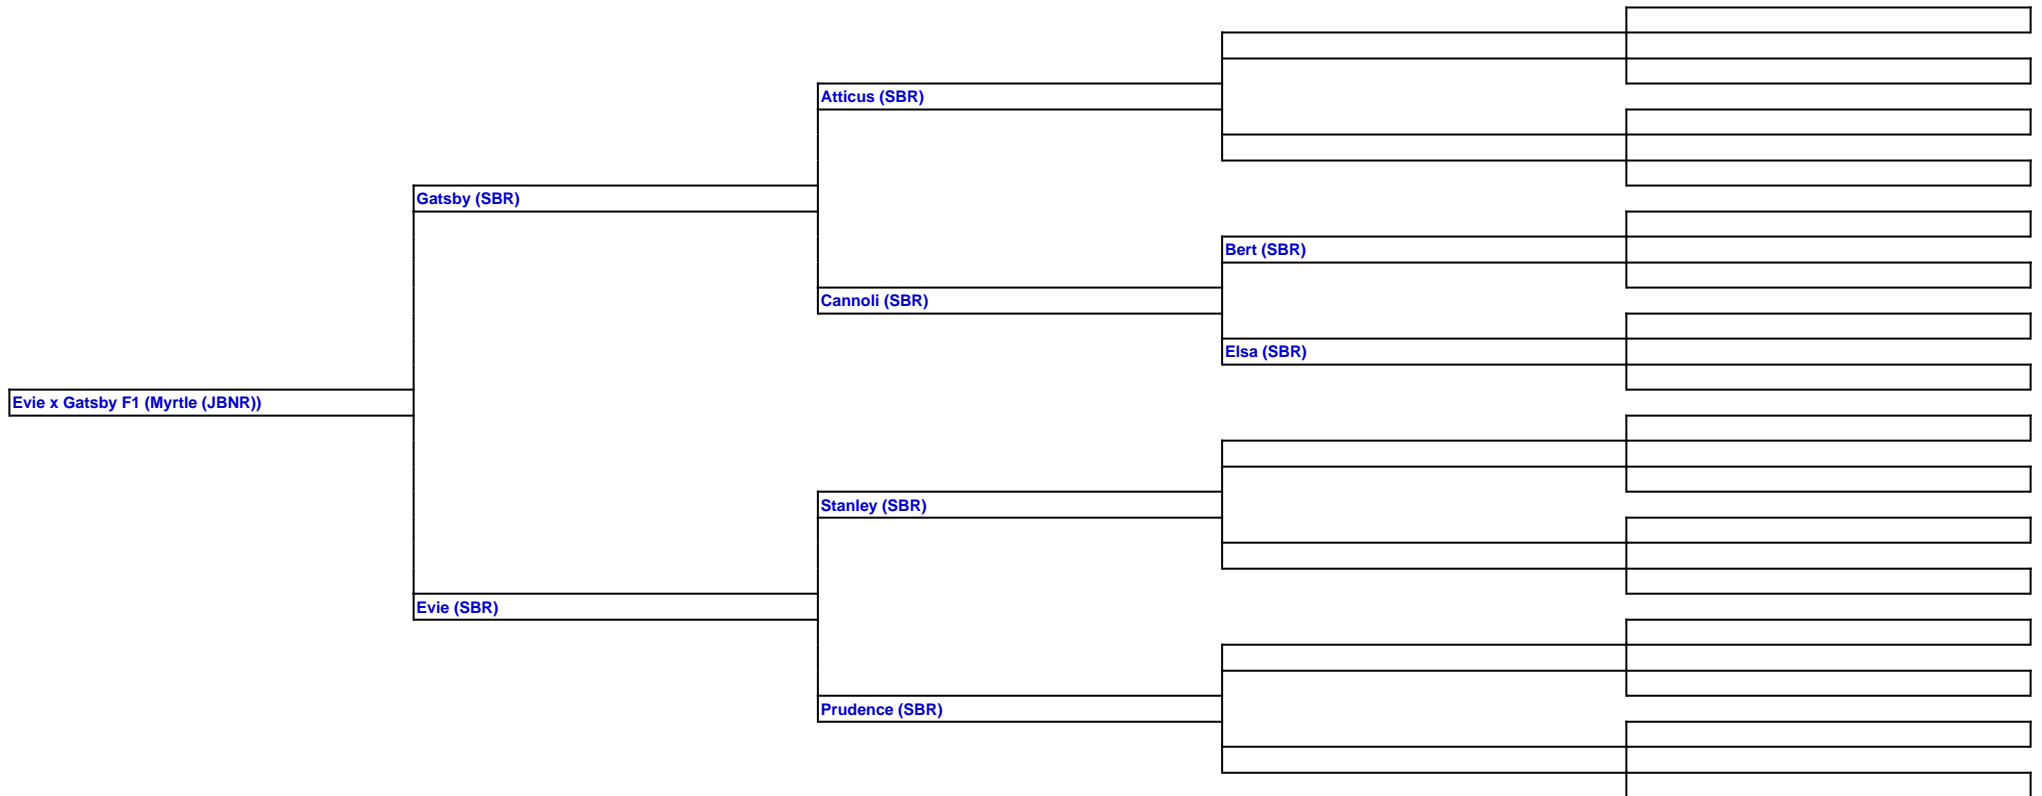 Atticus (SBR)
Gatsby (SBR)
Bert (SBR)
Cannoli (SBR)
Elsa (SBR)
Evie x Gatsby F1 (Myrtle (JBNR))
Stanley (SBR)
Evie (SBR)
Prudence (SBR)